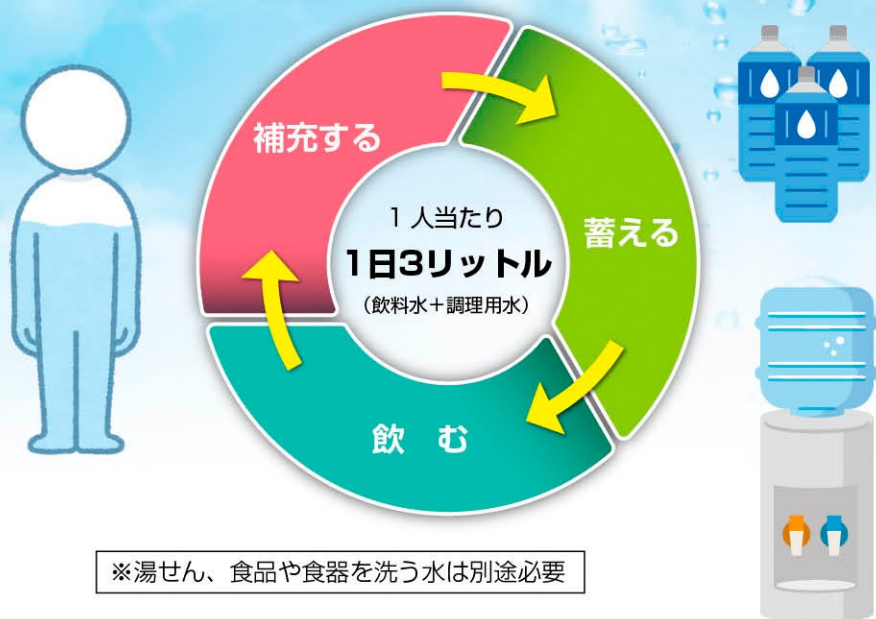 補充する
蓄える
1人当たり
1日3リットル
（飲料水＋調理用水）
飲 む
※湯せん、食品や食器を洗う水は別途必要